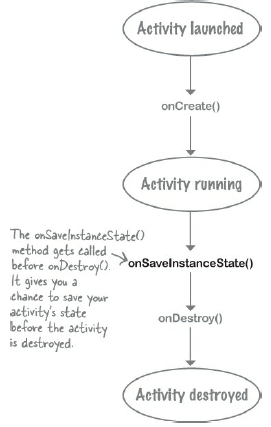 Activity launched
onCreate()
Activity running
The onSaveInstanceState()
method gets called
before onDestroy().
It gives you a
chance to save your
activity's state
before the activity
is destroyed.
onSaveInstanceState()
onDestroy()
Activity destroyed